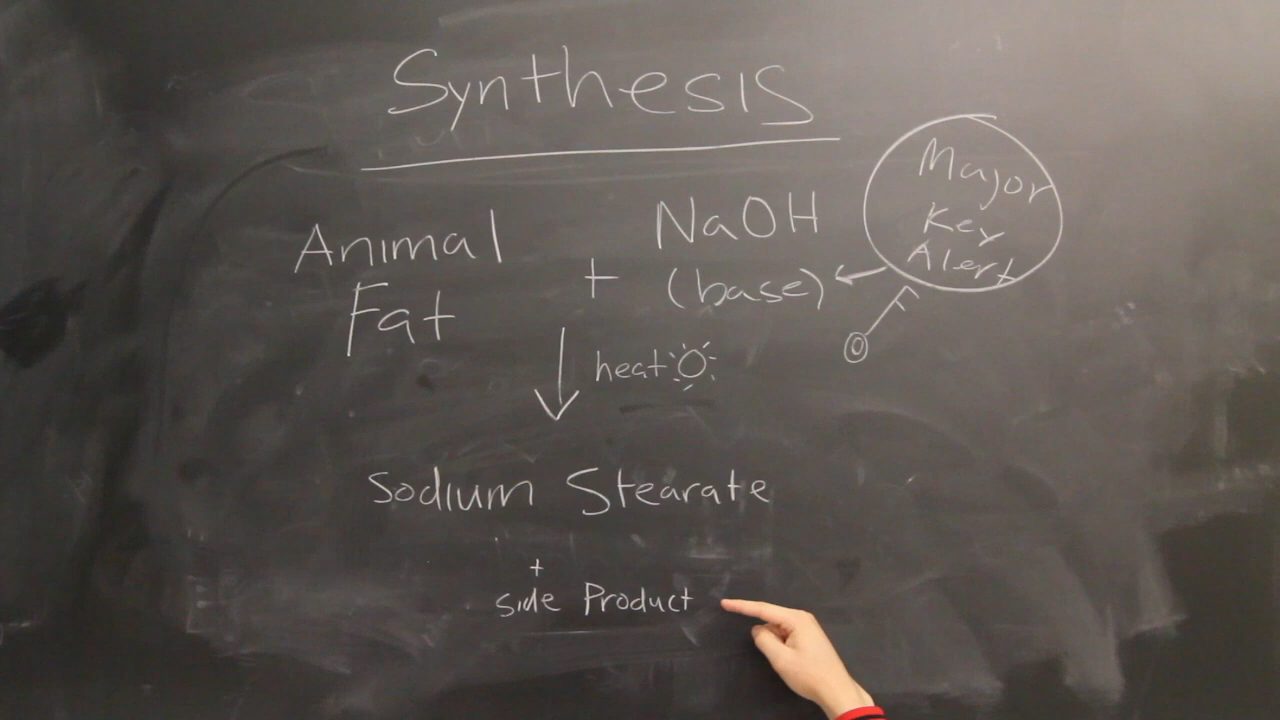 Synthesis
Animal
Fat
+
NaOH
(base)
Major
Key
Alert
heat
Sodium Stearate
+
side Product